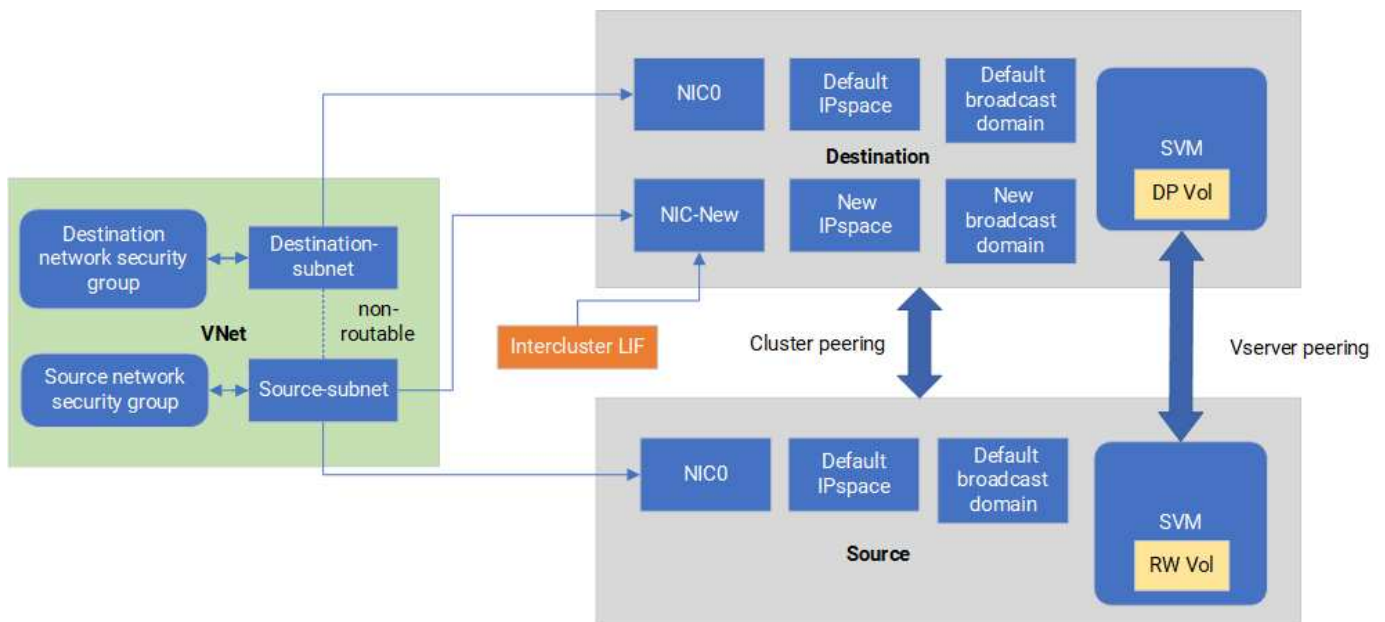 NIC0
Default
IPspace
Default
broadcast
domain
SVM
DP Vol
Destination
NIC-New
New
IPspace
New
broadcast
domain
Destination
network security
group
Destination-
subnet
VNet
non-
routable
Source network
security group
Source-subnet
Intercluster LIF
Cluster peering
Vserver peering
NIC0
Default
IPspace
Default
broadcast
domain
SVM
RW Vol
Source